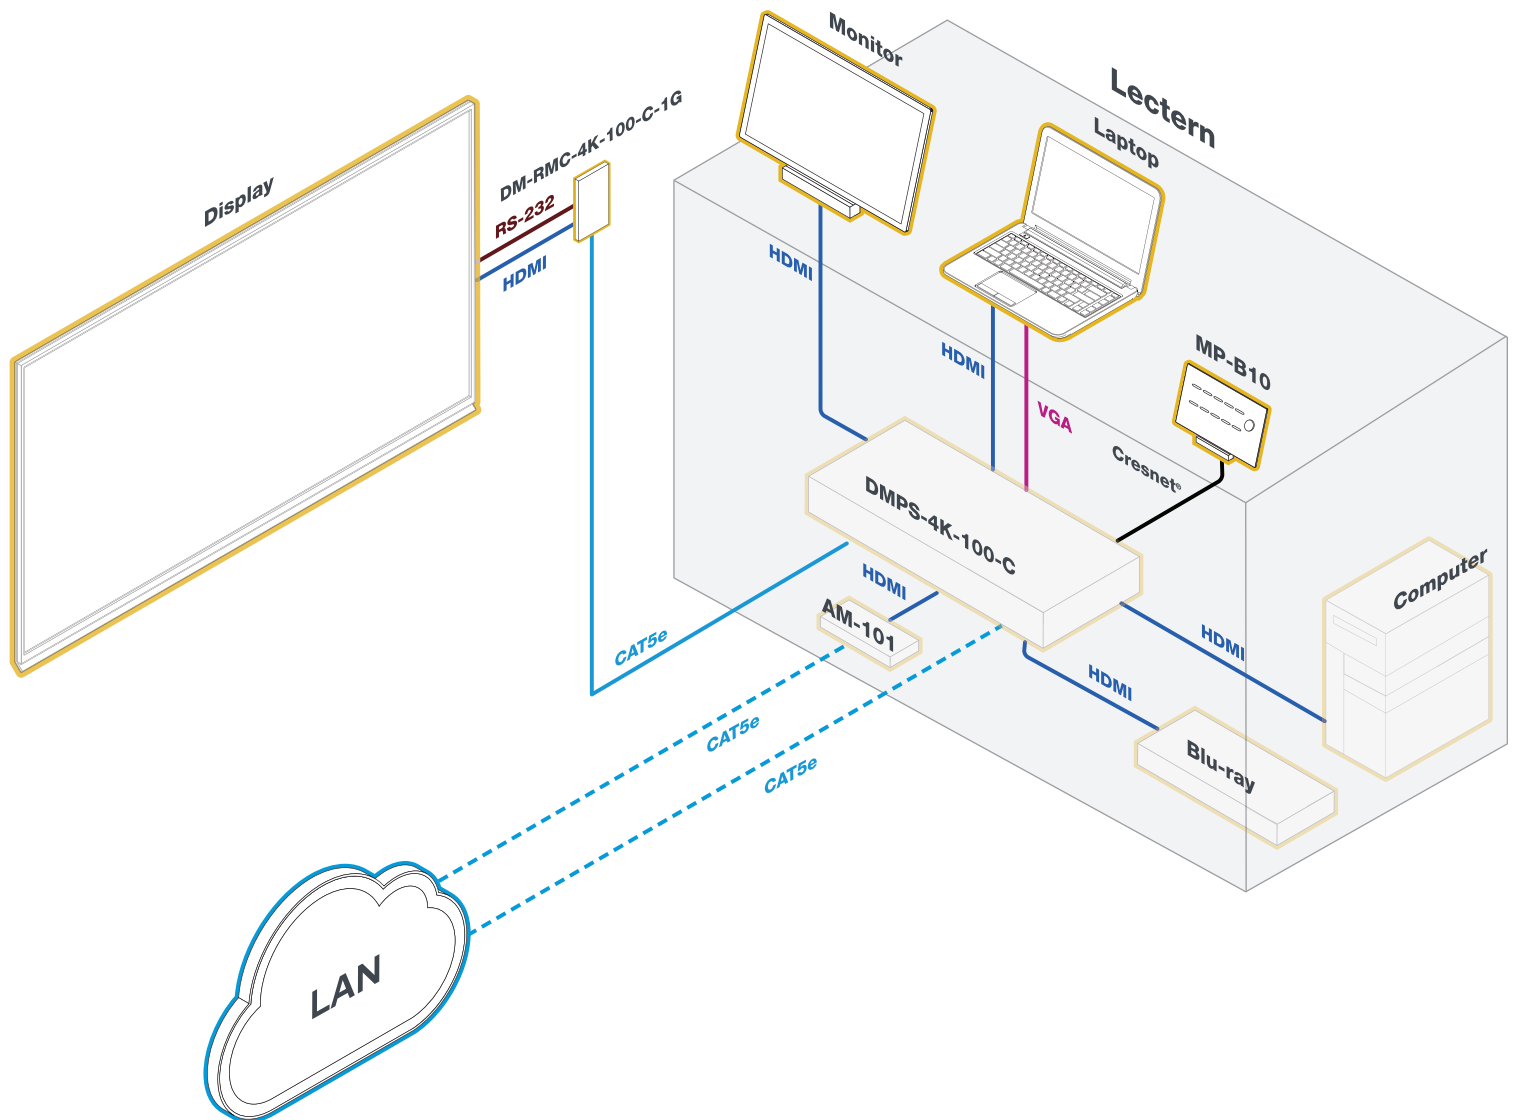 Monitor
Lectern
Laptop
DM-RMC-4K-100-C-1G
Display
RS-232
HDMI
HDMI
HDMI
MP-B10
VGA
Cresnet®
DMPS-4K-100-C
HDMI
AM-101
Computer
CAT5e
HDMI
HDMI
CAT5e
CAT5e
Blu-ray
LAN